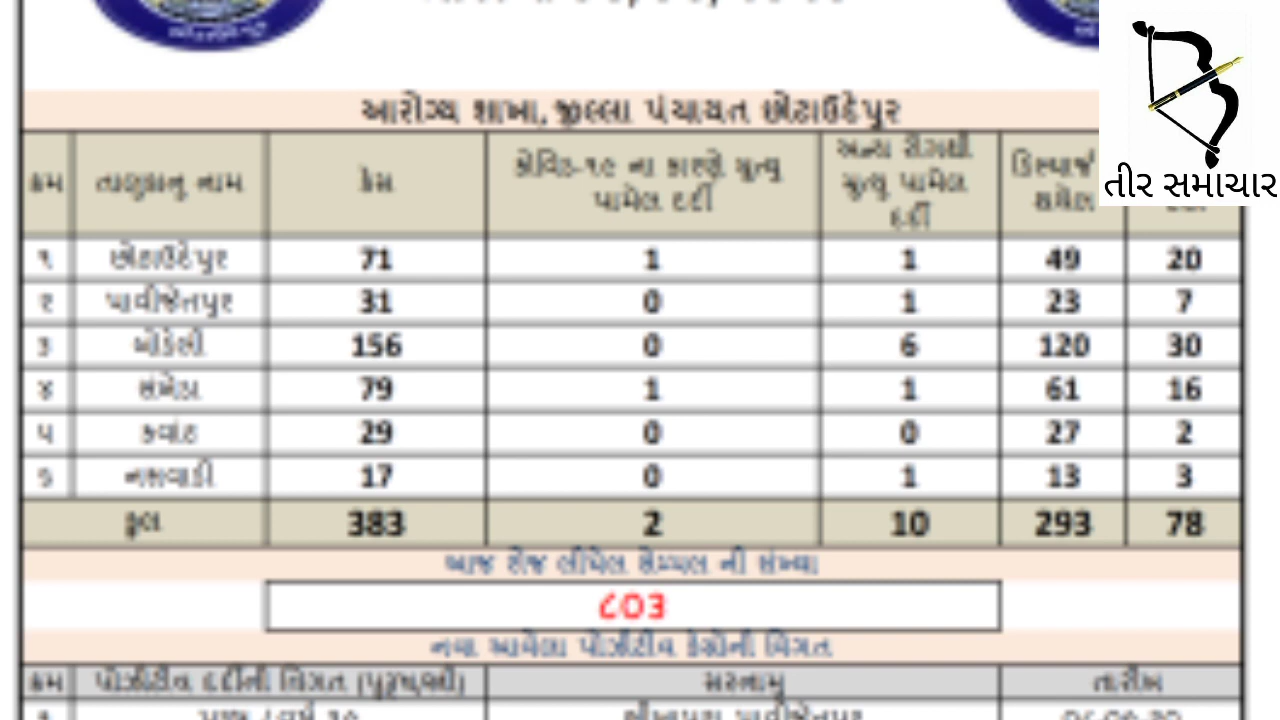 તીર સમાચાર
આરોગ્ય શાખા, જીલ્લા પંચાયત છોટાઉદેપુર
ક્રમ તાલુકાનુ નામ કેસ કોવિડ-૧૯ ના કારણે મૃત્યુ પામેલ દર્દી અન્ય રોગથી મૃત્યુ પામેલ દર્દી
૧ છોટાઉદેપુર 71 1 1 49 20
૨ પાવીજેતપુર 31 0 1 23 7
૩ બોડેલી 156 0 6 120 30
૪ સંખેડા 79 1 1 61 16
૫ કવાંટ 29 0 0 27 2
૬ નસવાડી 17 0 1 13 3
કુલ 383 2 10 293 78
આજ રોજ લીધેલ સેમ્પલ ની સંખ્યા
૮૦૩
નવા આવેલા પોઝીટીવ કેસોની વિગત
ક્રમ પોઝીટીવ દર્દીની વિગત (પુરૂષ/સ્ત્રી) સરનામુ તારીખ